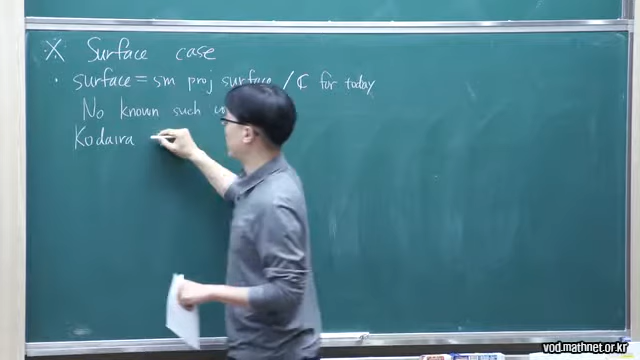 ※ Surface case
· surface = sm proj surface / ℂ for today
No known such
Kodaira
vod.mathnet.or.kr